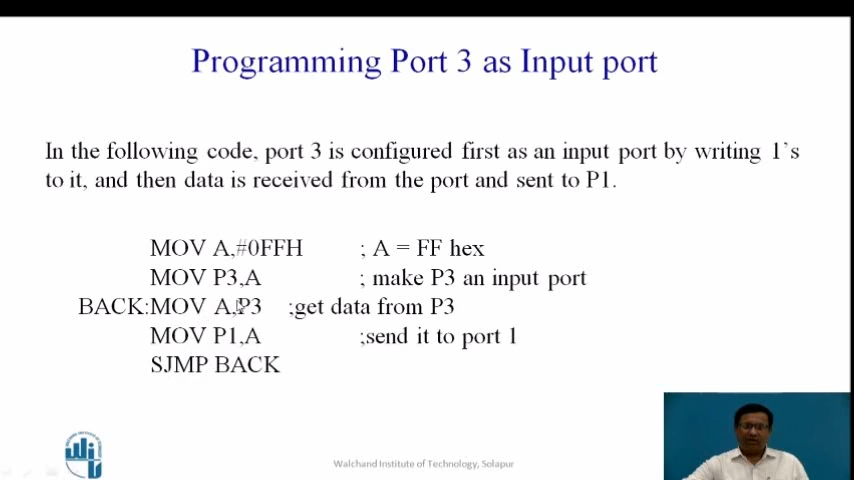 Programming Port 3 as Input port
In the following code, port 3 is configured first as an input port by writing 1's
to it, and then data is received from the port and sent to P1.
MOV A,#0FFH ; A = FF hex
MOV P3,A ; make P3 an input port
BACK:MOV A,P3 ;get data from P3
MOV P1,A ;send it to port 1
SJMP BACK
Walchand Institute of Technology, Solapur